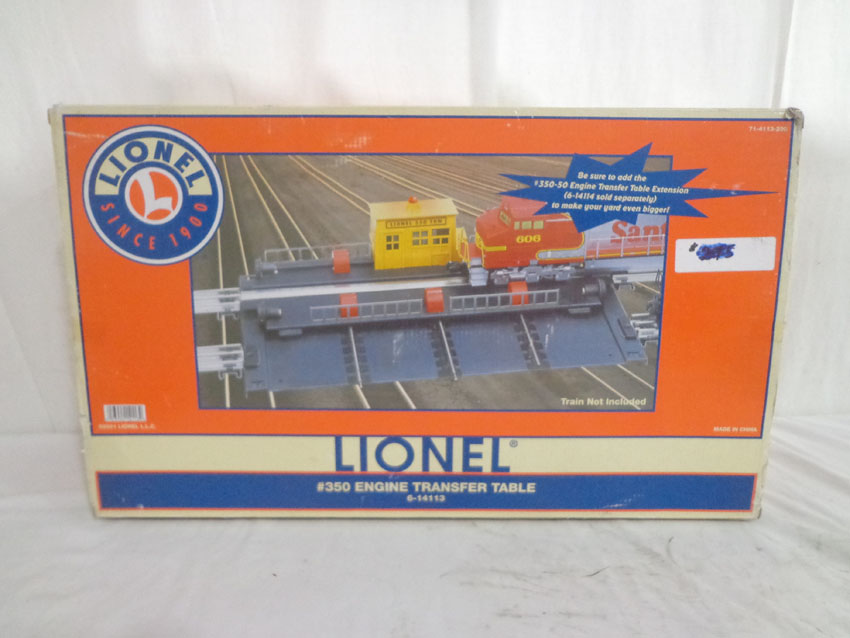 71-4113-250
LIONEL
SINCE 1900
L
Be sure to add the
#350-50 Engine Transfer Table Extension
(6-14114 sold separately)
to make your yard even bigger!
LIONEL
606
Train Not Included
©2001 LIONEL L.L.C.
MADE IN CHINA
LIONEL®
#350 ENGINE TRANSFER TABLE
6-14113